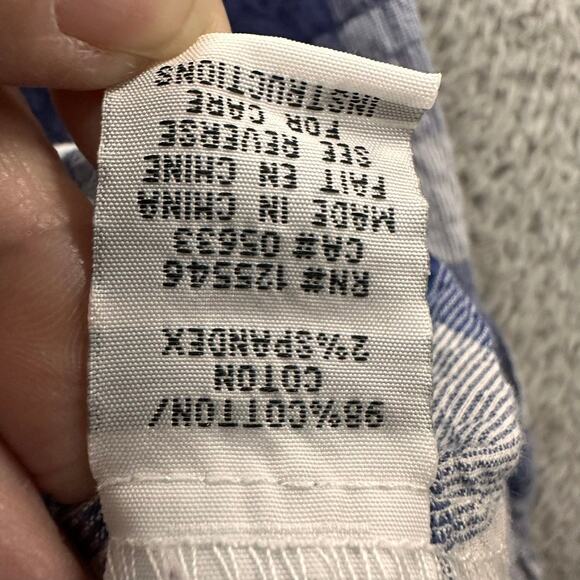 98%COTTON/
COTON
2%SPANDEX
RN# 125546
CA# 05633
MADE IN CHINA
FAIT EN CHINE
SEE REVERSE
FOR CARE
INSTRUCTIONS